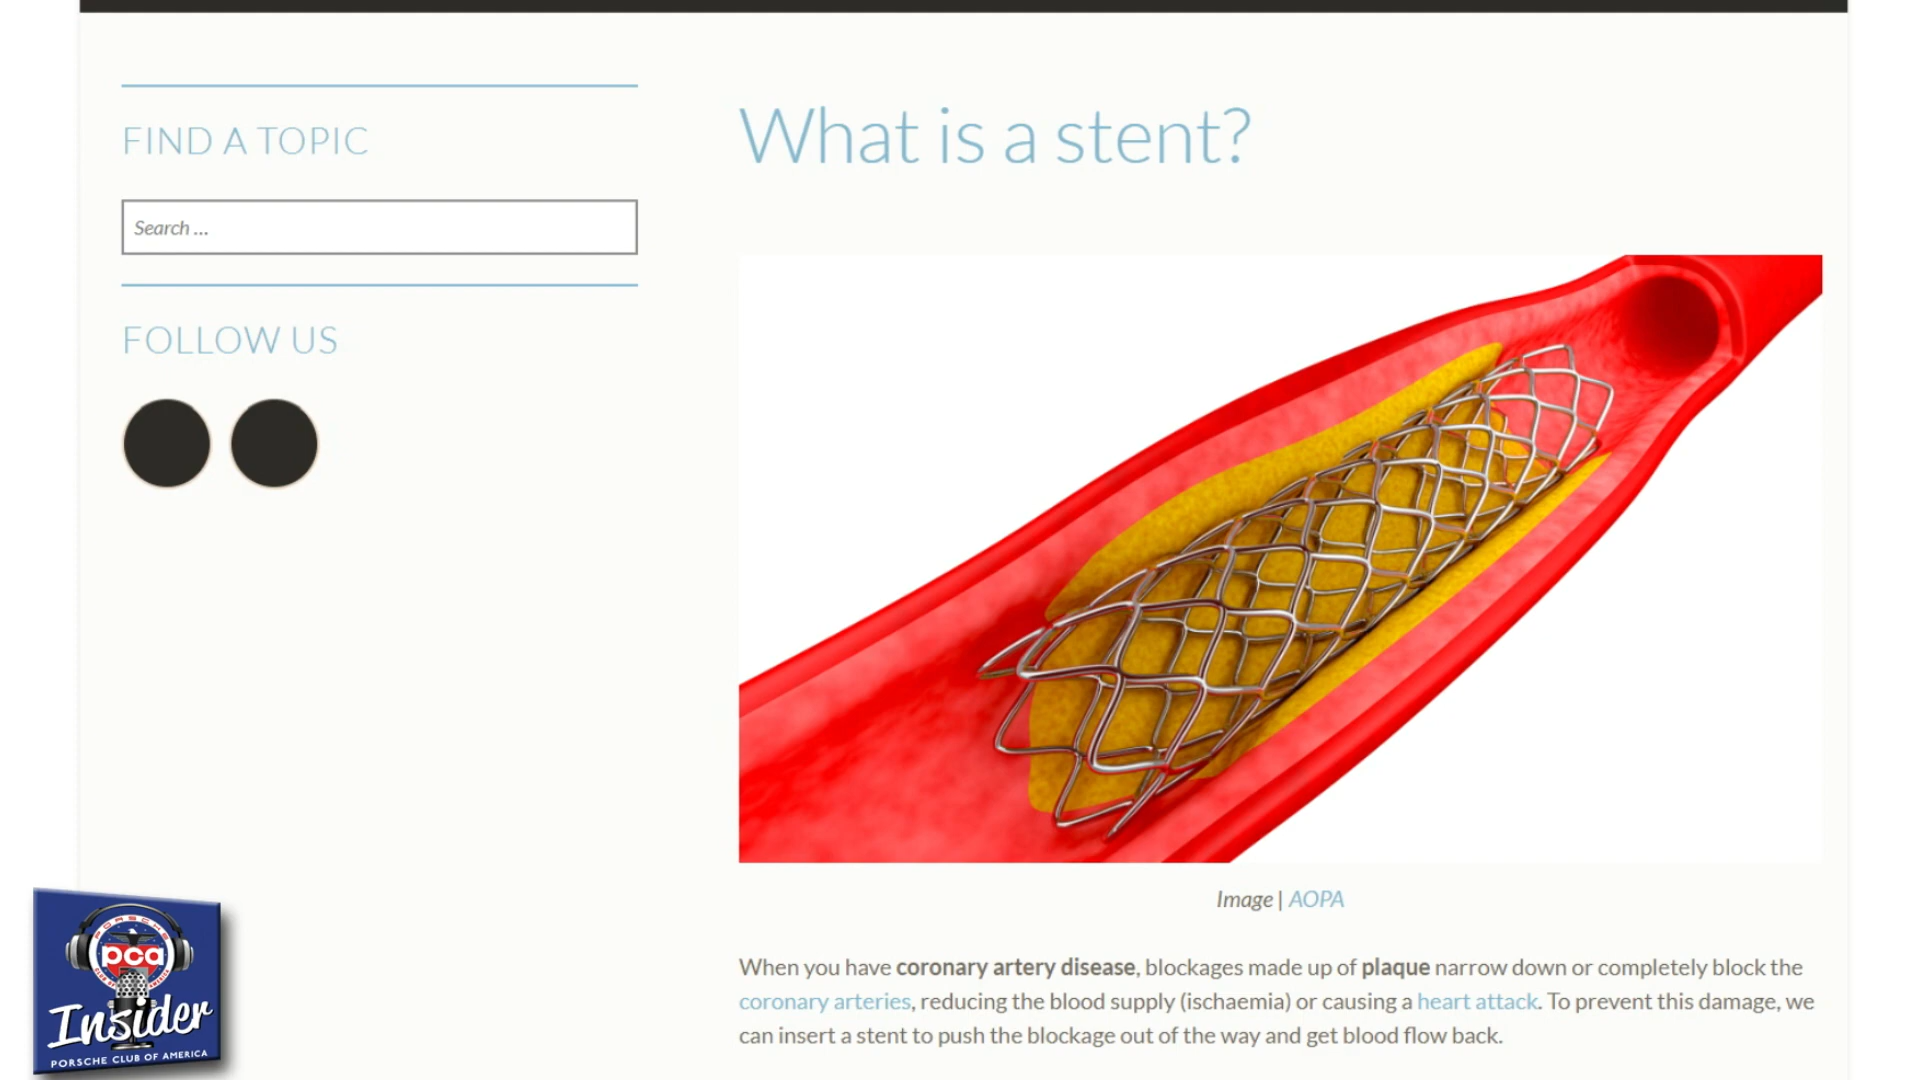 FIND A TOPIC
Search ...
FOLLOW US
What is a stent?
Image | AOPA
When you have coronary artery disease, blockages made up of plaque narrow down or completely block the
coronary arteries, reducing the blood supply (ischaemia) or causing a heart attack. To prevent this damage, we
can insert a stent to push the blockage out of the way and get blood flow back.
PORSCHE
pca
Insider
PORSCHE CLUB OF AMERICA